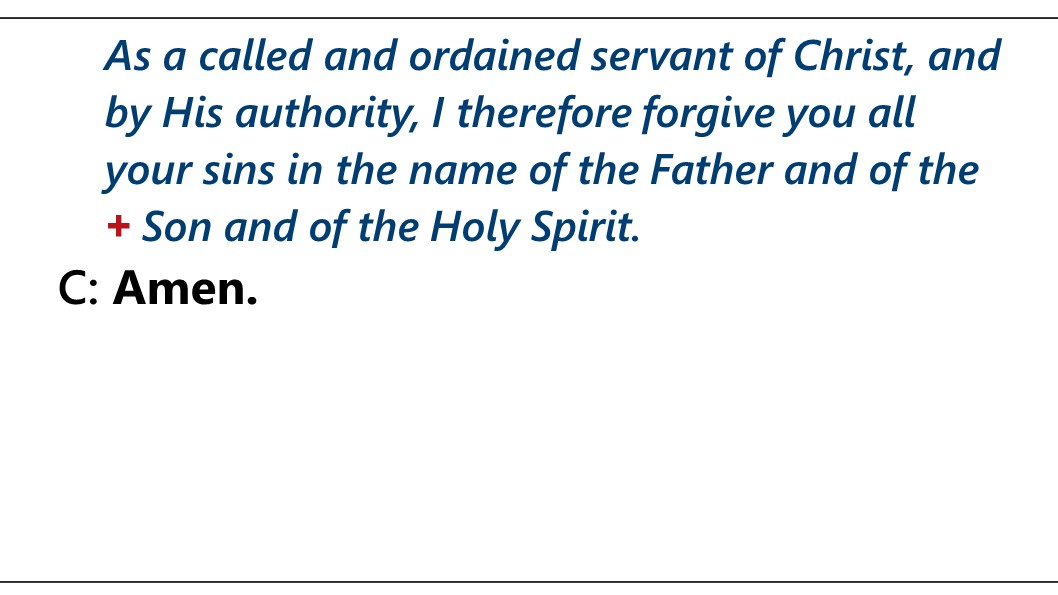 As a called and ordained servant of Christ, and
by His authority, I therefore forgive you all
your sins in the name of the Father and of the
+ Son and of the Holy Spirit.
C: Amen.